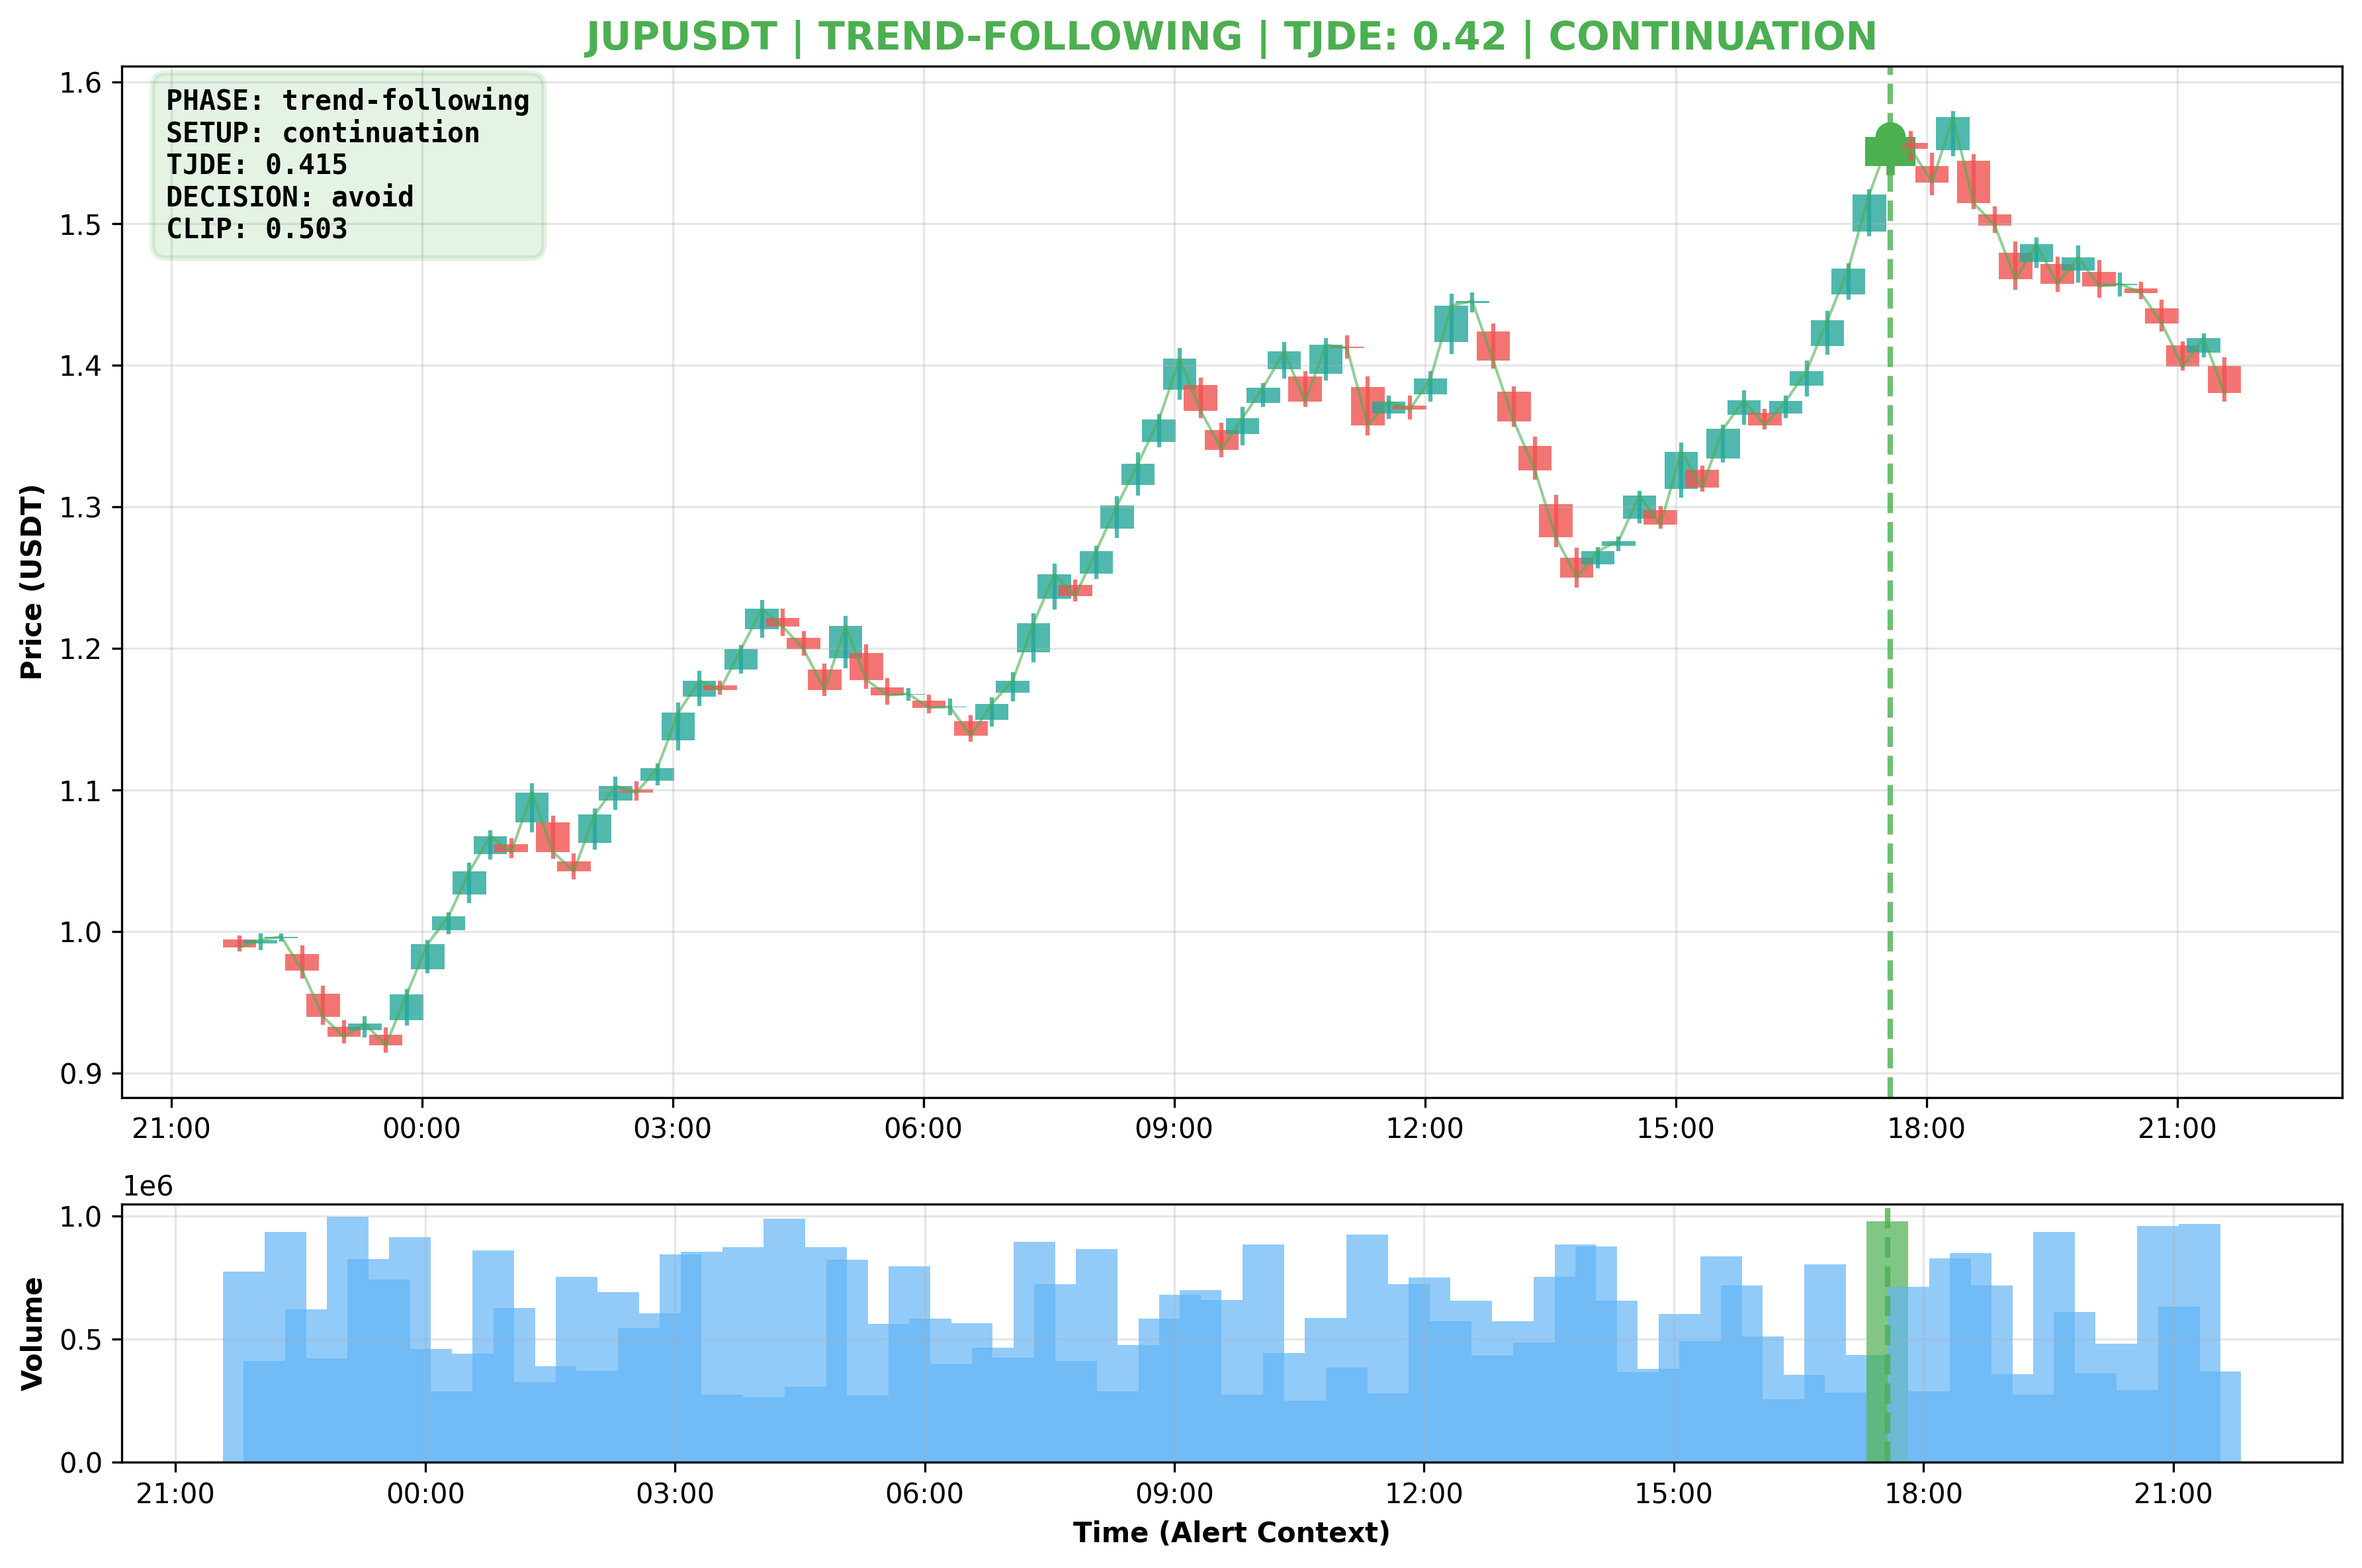 JUPUSDT | TREND-FOLLOWING | TJDE: 0.42 | CONTINUATION
PHASE: trend-following
SETUP: continuation
TJDE: 0.415
DECISION: avoid
CLIP: 0.503
Price (USDT)
1.6
1.5
1.4
1.3
1.2
1.1
1.0
0.9
21:00 00:00 03:00 06:00 09:00 12:00 15:00 18:00 21:00
1e6
Volume
1.0
0.5
0.0
21:00 00:00 03:00 06:00 09:00 12:00 15:00 18:00 21:00
Time (Alert Context)